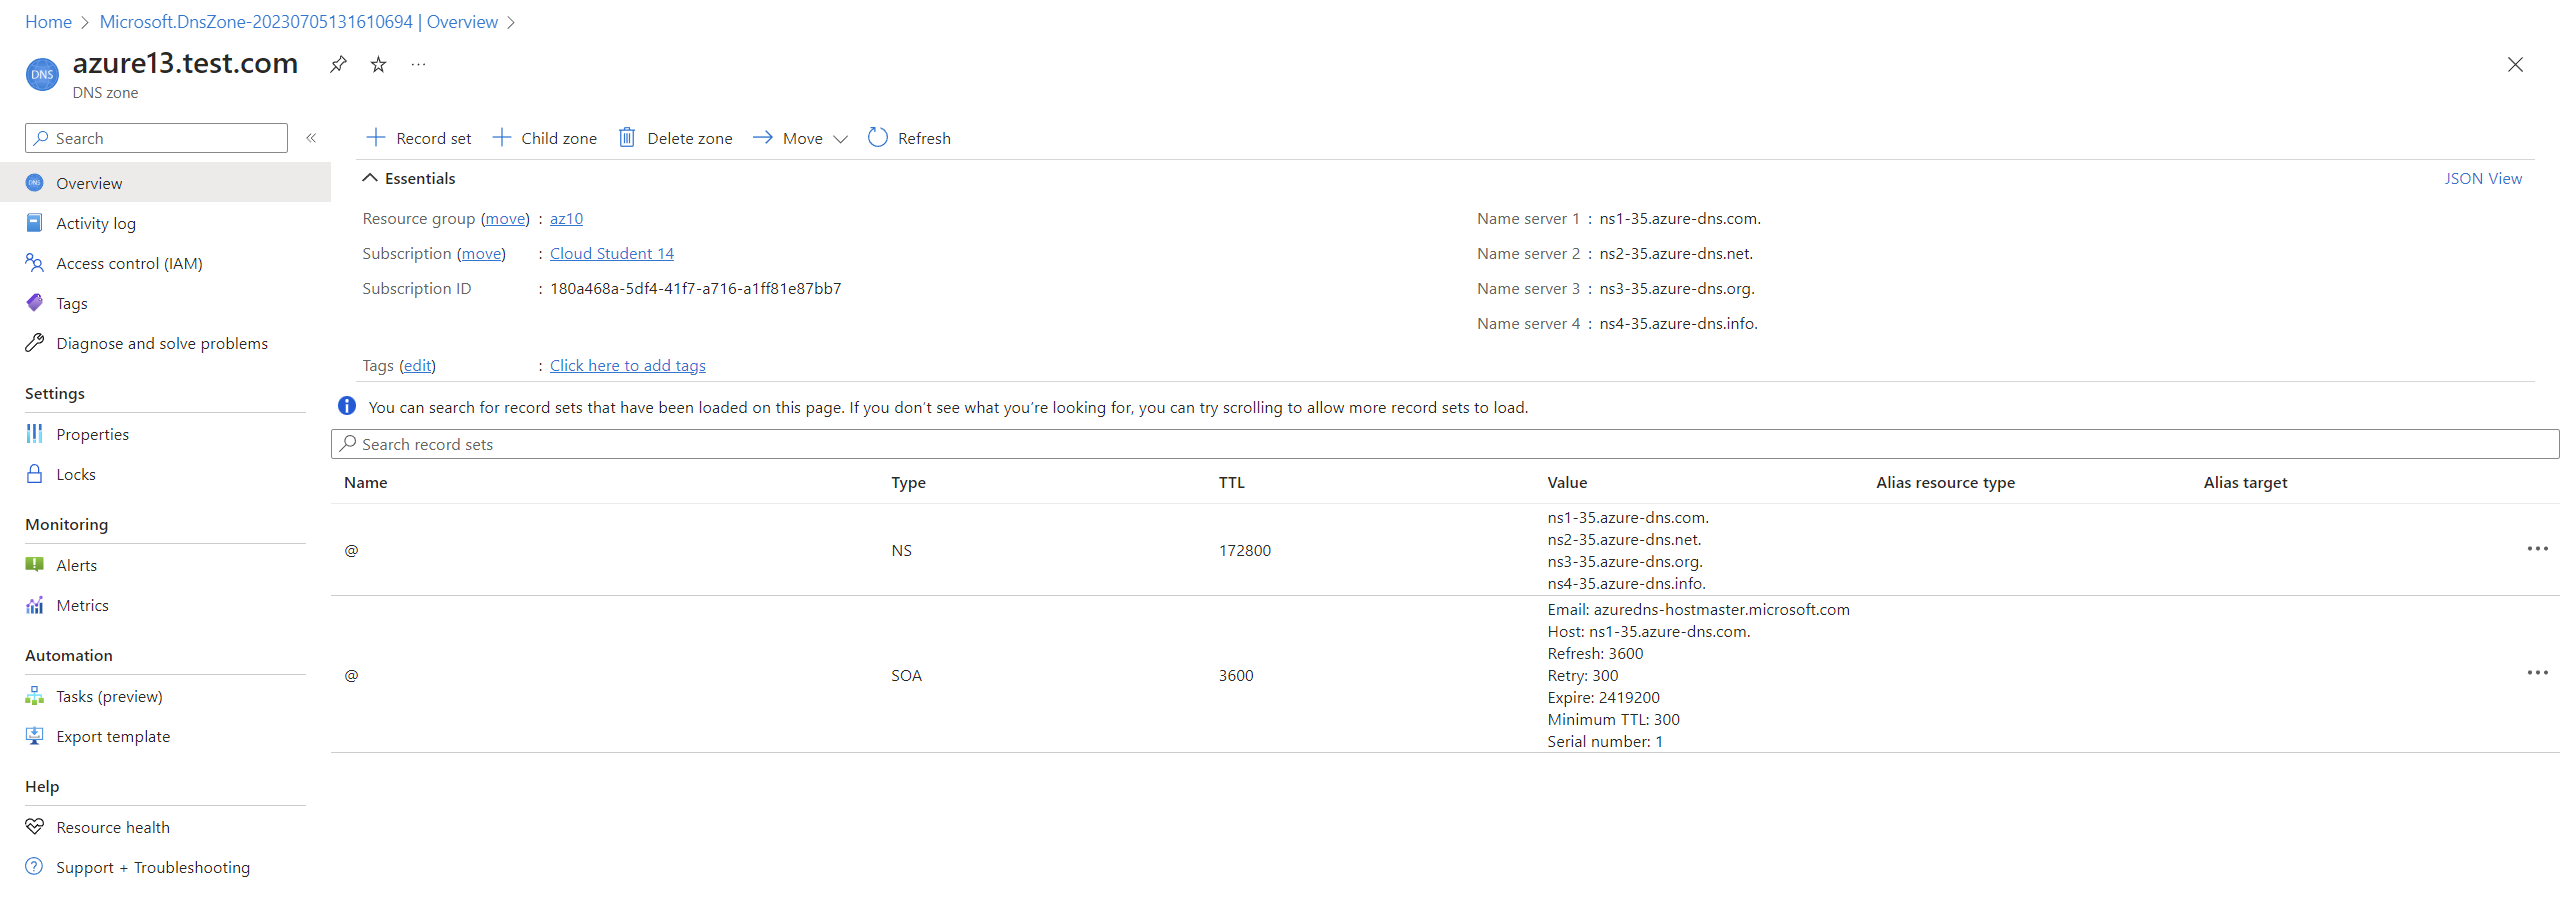 Home > Microsoft.DnsZone-20230705131610694 | Overview >
DNS
azure13.test.com ...
DNS zone
Search «
Record set Child zone Delete zone Move Refresh
Overview
Activity log
Access control (IAM)
Tags
Diagnose and solve problems
Settings
Properties
Locks
Monitoring
Alerts
Metrics
Automation
Tasks (preview)
Export template
Help
Resource health
Support + Troubleshooting
Essentials JSON View
Resource group (move) : az10
Subscription (move) : Cloud Student 14
Subscription ID : 180a468a-5df4-41f7-a716-a1ff81e87bb7
Tags (edit) : Click here to add tags
Name server 1 : ns1-35.azure-dns.com.
Name server 2 : ns2-35.azure-dns.net.
Name server 3 : ns3-35.azure-dns.org.
Name server 4 : ns4-35.azure-dns.info.
You can search for record sets that have been loaded on this page. If you don't see what you're looking for, you can try scrolling to allow more record sets to load.
Search record sets
Name Type TTL Value Alias resource type Alias target
@ NS 172800
ns1-35.azure-dns.com.
ns2-35.azure-dns.net.
ns3-35.azure-dns.org.
ns4-35.azure-dns.info.
@ SOA 3600
Email: azuredns-hostmaster.microsoft.com
Host: ns1-35.azure-dns.com.
Refresh: 3600
Retry: 300
Expire: 2419200
Minimum TTL: 300
Serial number: 1